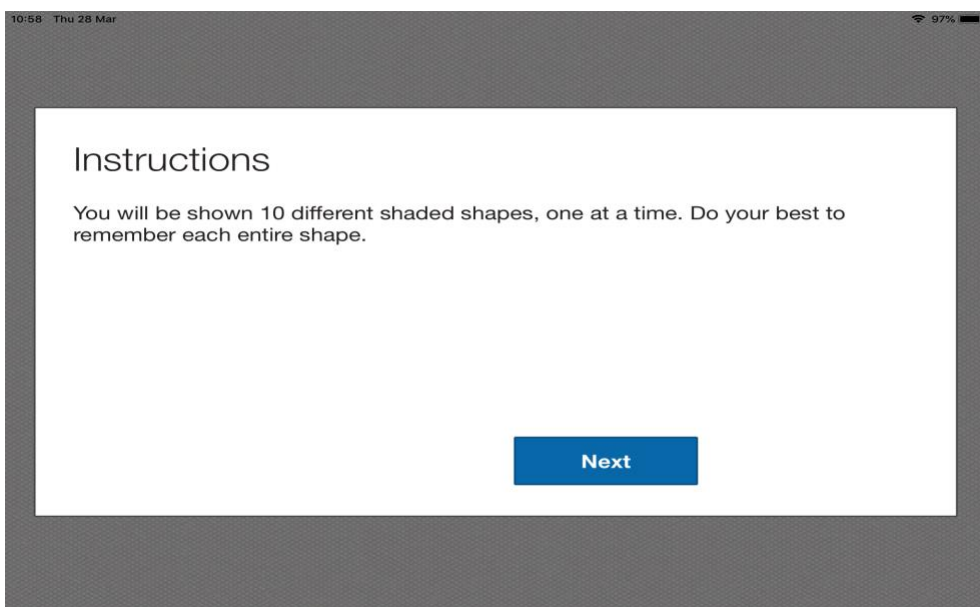 10:58 Thu 28 Mar
97%
Instructions
You will be shown 10 different shaded shapes, one at a time. Do your best to
remember each entire shape.
Next